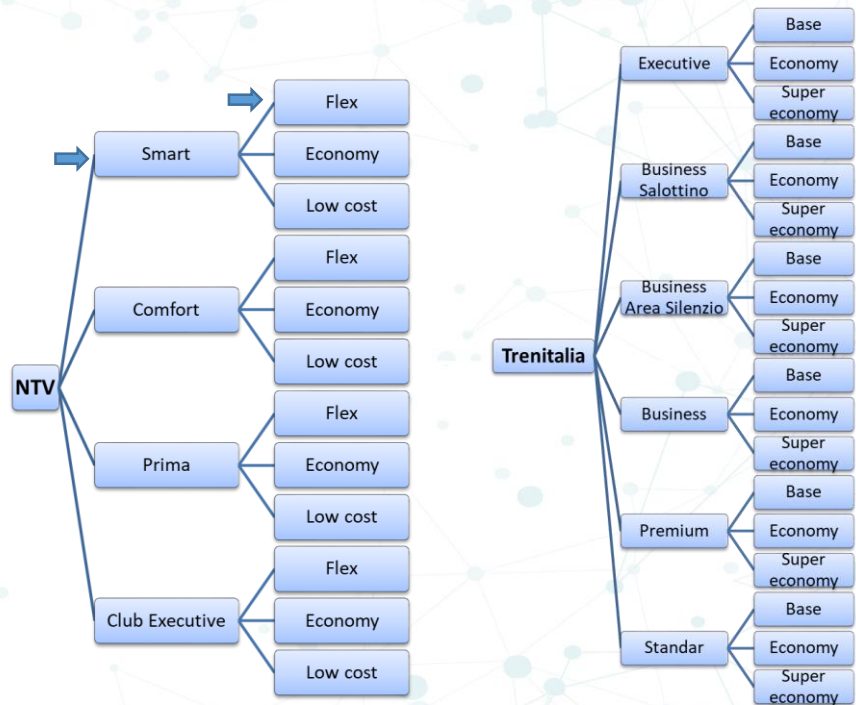 NTV
Smart
Flex
Economy
Low cost
Comfort
Flex
Economy
Low cost
Prima
Flex
Economy
Low cost
Club Executive
Flex
Economy
Low cost
Trenitalia
Executive
Base
Economy
Super
economy
Business
Salottino
Base
Economy
Super
economy
Business
Area Silenzio
Base
Economy
Super
economy
Business
Base
Economy
Super
economy
Premium
Base
Economy
Super
economy
Standar
Base
Economy
Super
economy